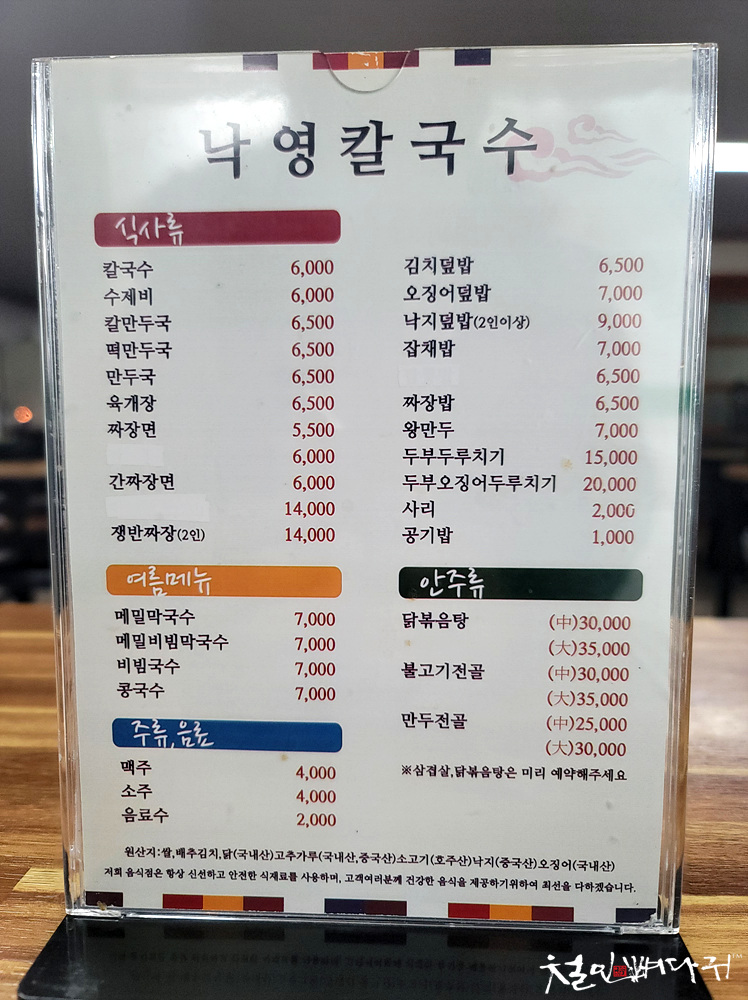 낙영칼국수
식사류
칼국수 6,000
수제비 6,000
칼만두국 6,500
떡만두국 6,500
만두국 6,500
육개장 6,500
짜장면 5,500
6,000
간짜장면 6,000
14,000
쟁반짜장(2인) 14,000
김치덮밥 6,500
오징어덮밥 7,000
낙지덮밥(2인이상) 9,000
잡채밥 7,000
6,500
짜장밥 6,500
왕만두 7,000
두부두루치기 15,000
두부오징어두루치기 20,000
사리 2,000
공기밥 1,000
여름메뉴
메밀막국수 7,000
메밀비빔막국수 7,000
비빔국수 7,000
콩국수 7,000
주류,음료
맥주 4,000
소주 4,000
음료수 2,000
안주류
닭볶음탕 (中)30,000
(大)35,000
불고기전골 (中)30,000
(大)35,000
만두전골 (中)25,000
(大)30,000
※삼겹살,닭볶음탕은 미리 예약해주세요
원산지:쌀,배추김치,닭(국내산)고추가루(국내산,중국산)소고기(호주산)낙지(중국산)오징어(국내산)
저희 음식점은 항상 신선하고 안전한 식재료를 사용하며, 고객여러분께 건강한 음식을 제공하기위하여 최선을 다하겠습니다.
철인뼈다귀™